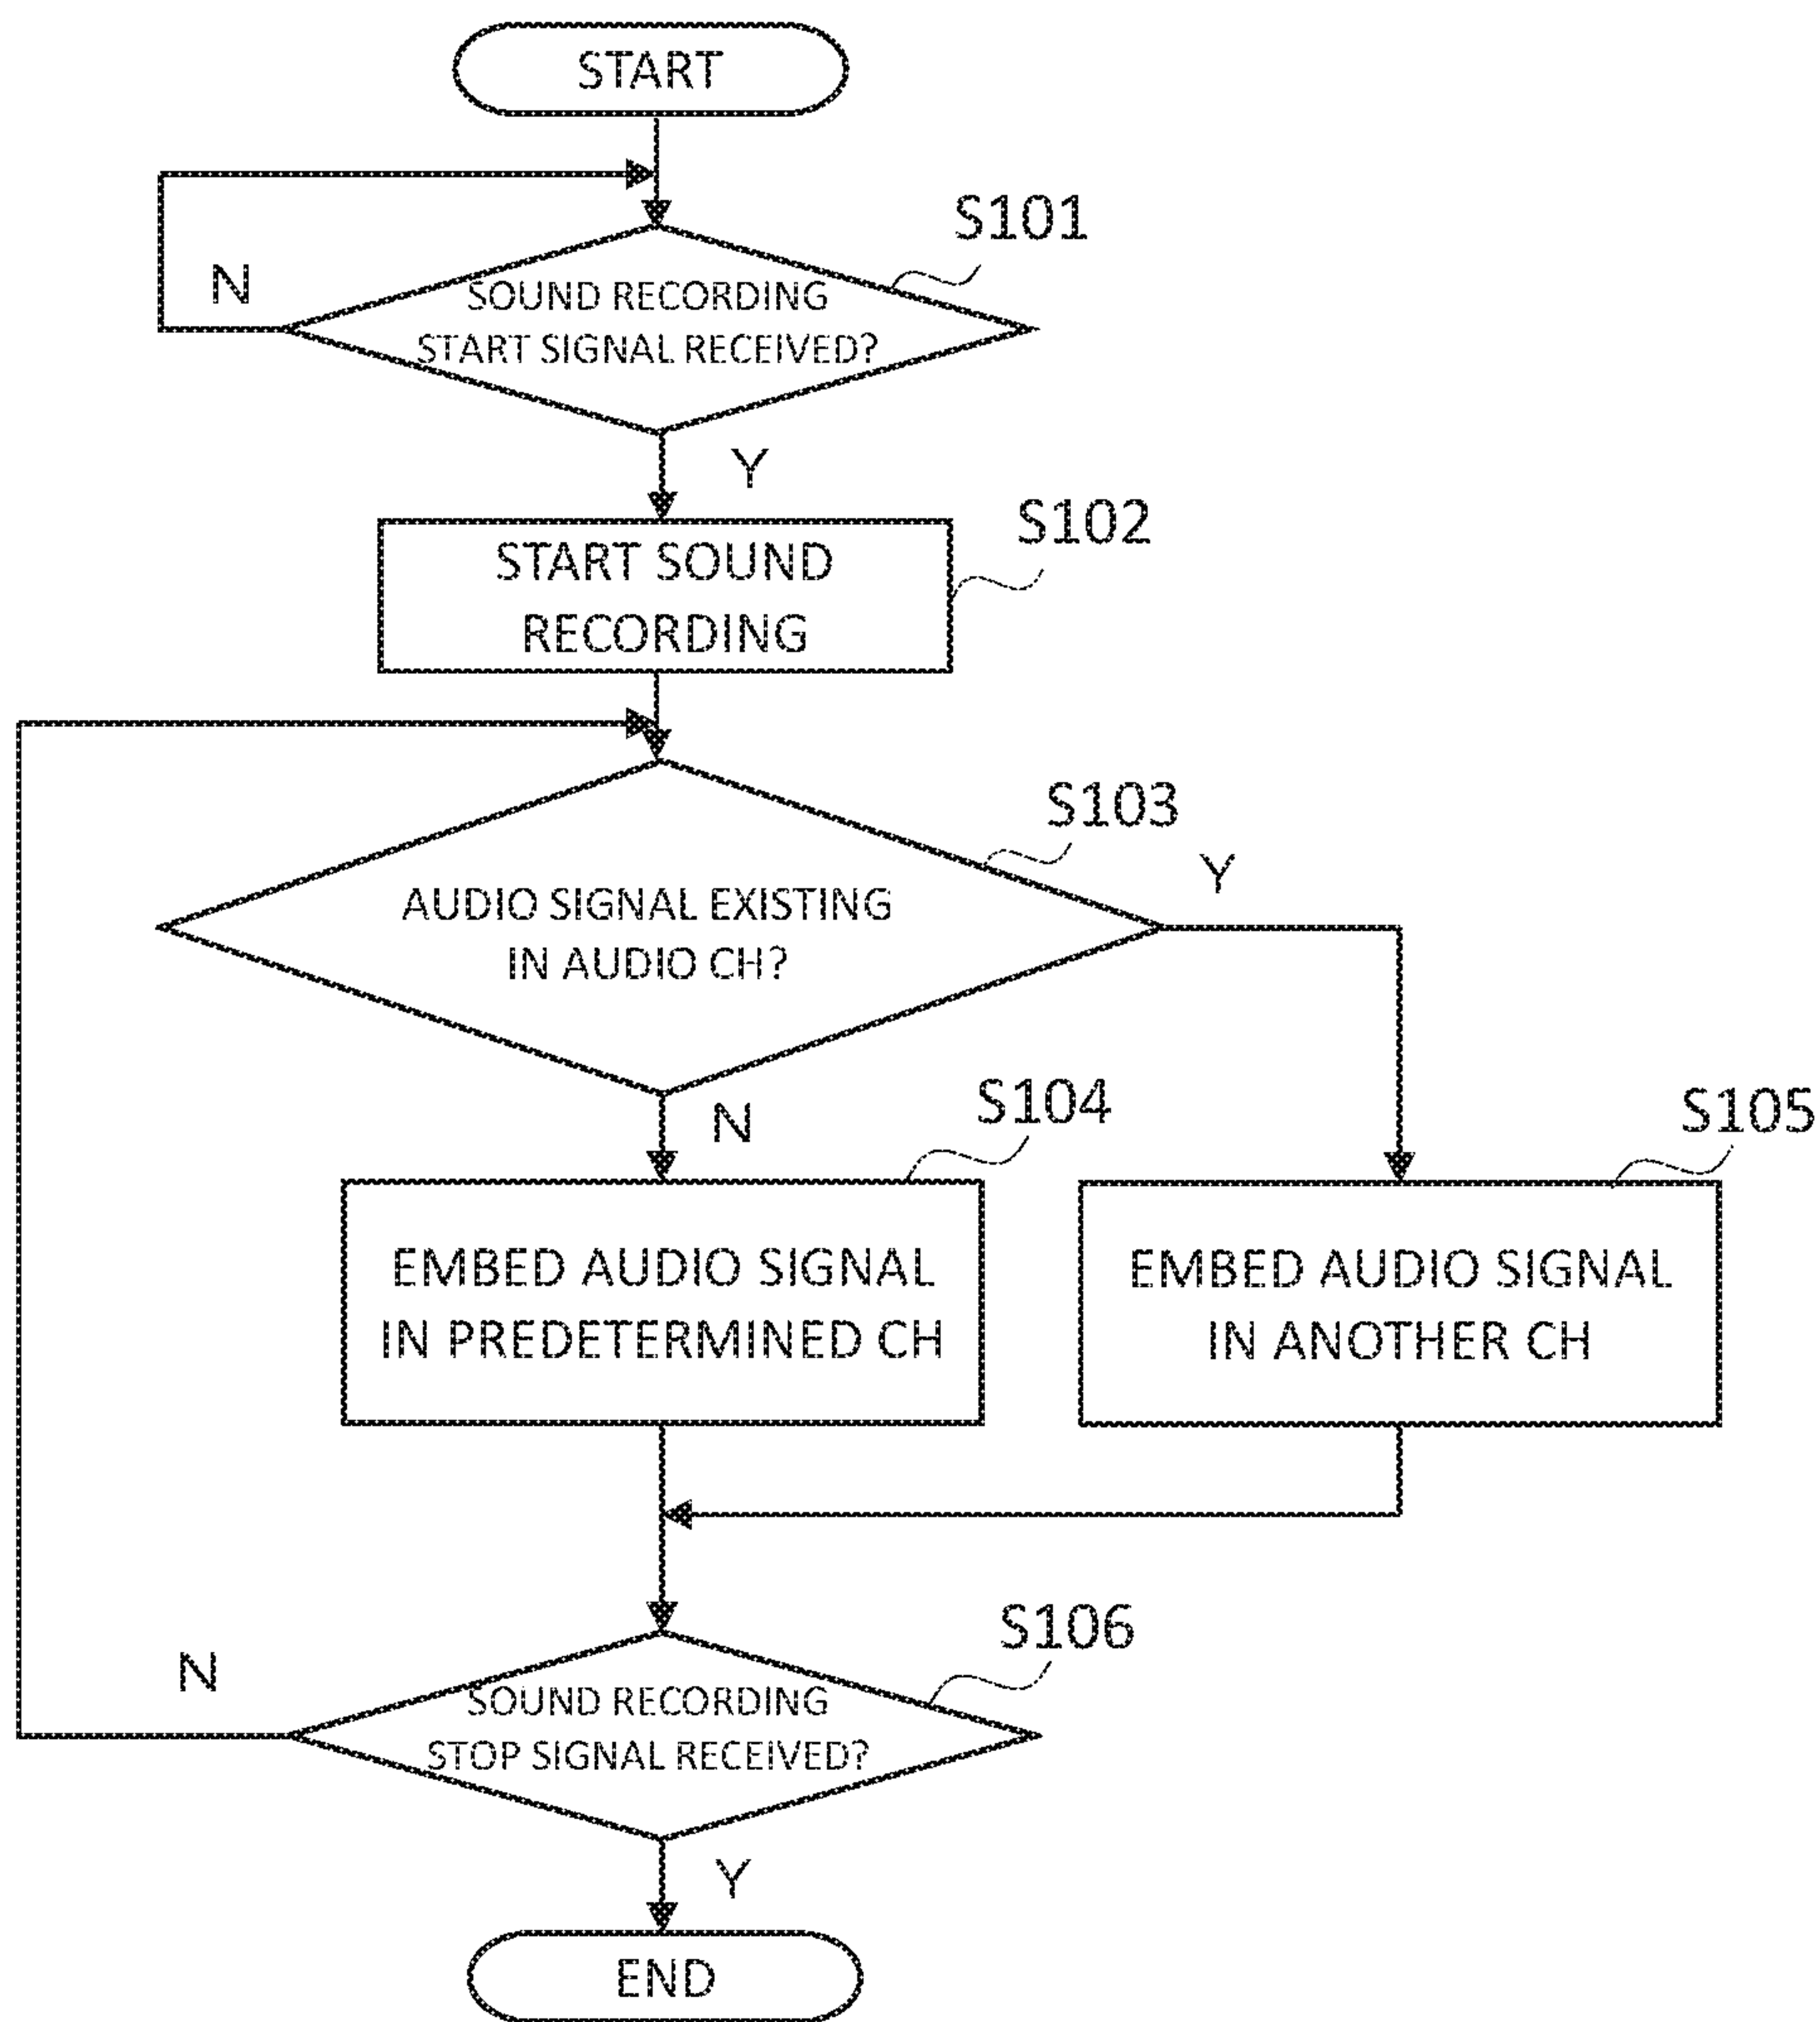 START
S101
N
SOUND RECORDING
START SIGNAL RECEIVED?
Y
S102
START SOUND
RECORDING
S103
Y
AUDIO SIGNAL EXISTING
IN AUDIO CH?
N
S104
S105
EMBED AUDIO SIGNAL
IN PREDETERMINED CH
EMBED AUDIO SIGNAL
IN ANOTHER CH
S106
N
SOUND RECORDING
STOP SIGNAL RECEIVED?
Y
END